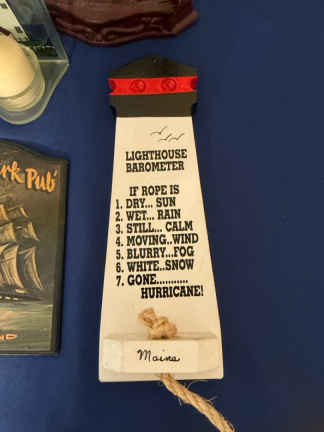 LIGHTHOUSE
BAROMETER
IF ROPE IS
1. DRY... SUN
2. WET... RAIN
3. STILL... CALM
4. MOVING..WIND
5. BLURRY...FOG
6. WHITE..SNOW
7. GONE...........
HURRICANE!
Maine
Pub